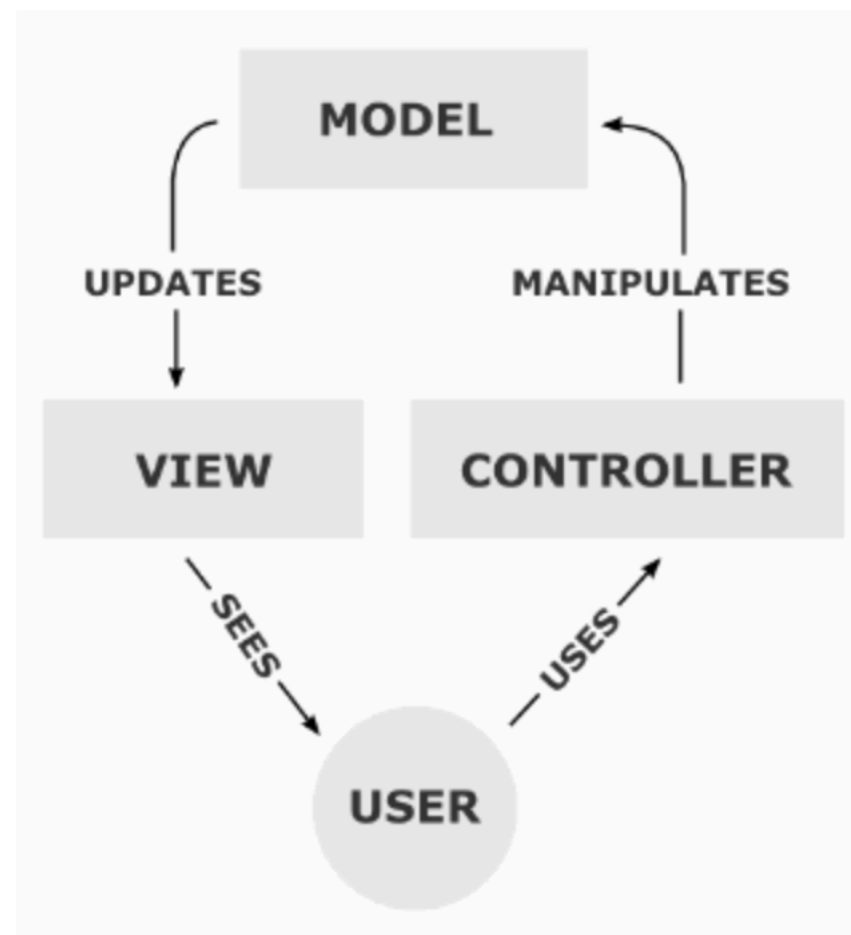 MODEL
UPDATES
MANIPULATES
VIEW
CONTROLLER
SEES
USES
USER